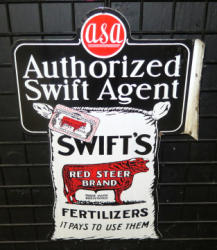 asa
Authorized
Swift Agent
SWIFT'S
RED STEER
BRAND
FERTILIZERS
IT PAYS TO USE THEM